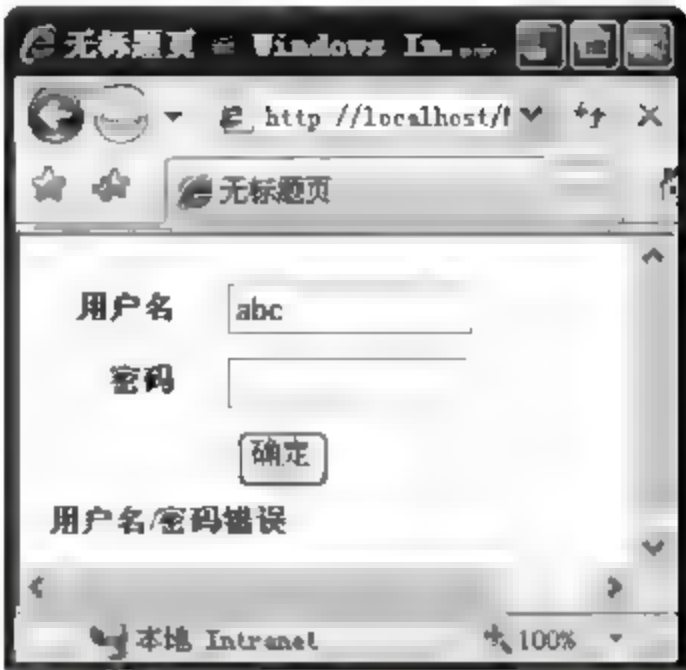 无标题页 - Windows In...
http://localhost/
无标题页
用户名 abc
密码
确定
用户名/密码错误
本地 Intranet 100%